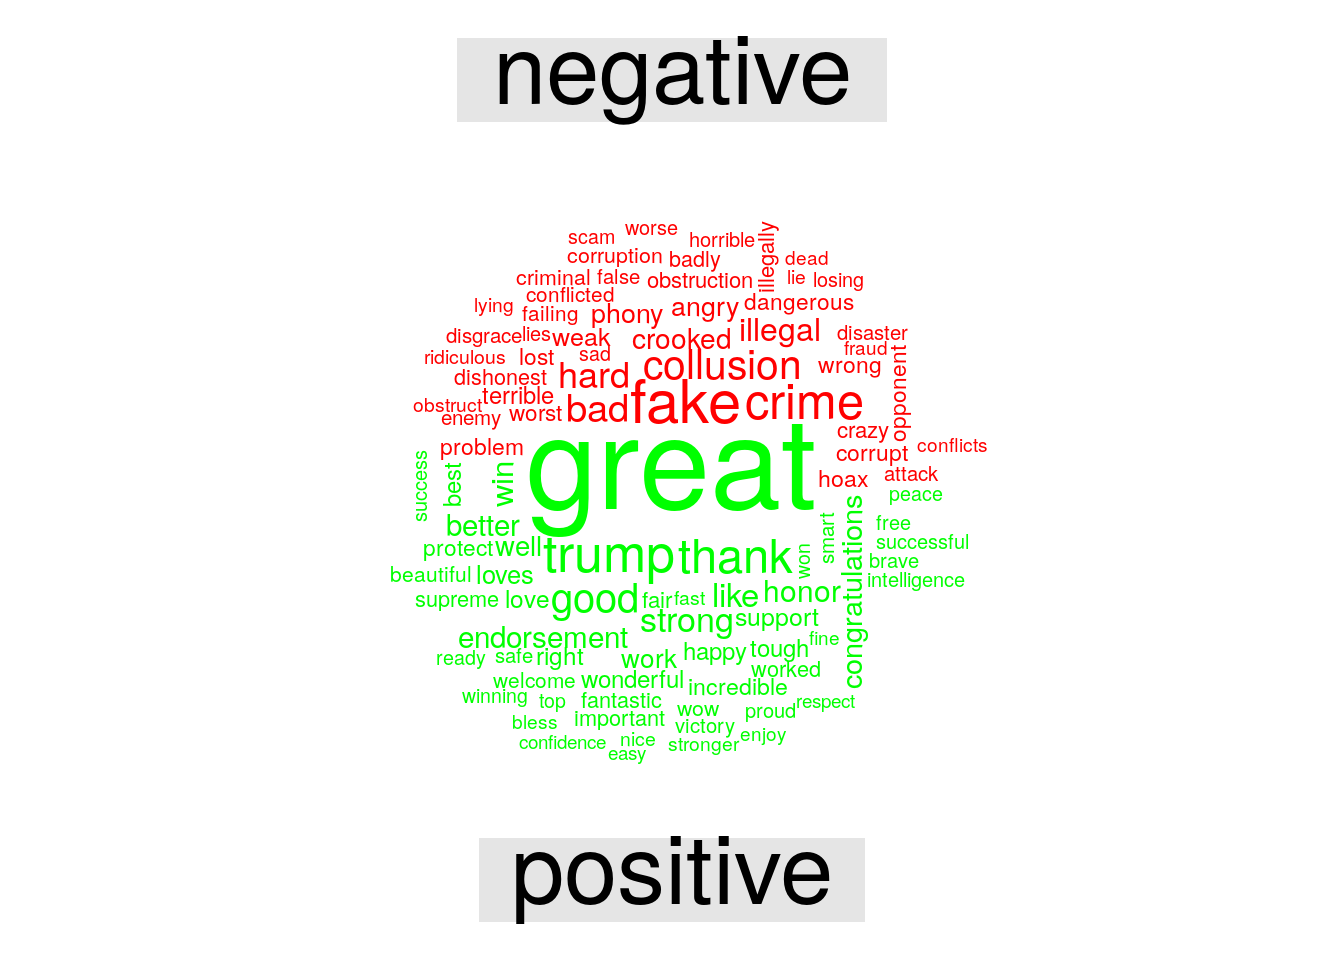 negative
scam worse horrible illegally
corruption badly dead
criminal false obstruction lie losing
lying conflicted angry dangerous
failing phony
disgrace lies weak crooked illegal disaster
ridiculous lost sad collusion fraud
dishonest hard wrong opponent
obstruct terrible bad fake crime
enemy worst
problem great crazy conflicts
success best win corrupt
hoax attack
peace
better smart congratulations free
protect well trump thank won successful
brave
beautiful loves intelligence
supreme love good fair fast like honor
strong support
endorsement fine
ready safe right work happy tough
welcome wonderful worked
winning top fantastic incredible
wow proud respect
bless important victory
confidence nice stronger enjoy
easy
positive